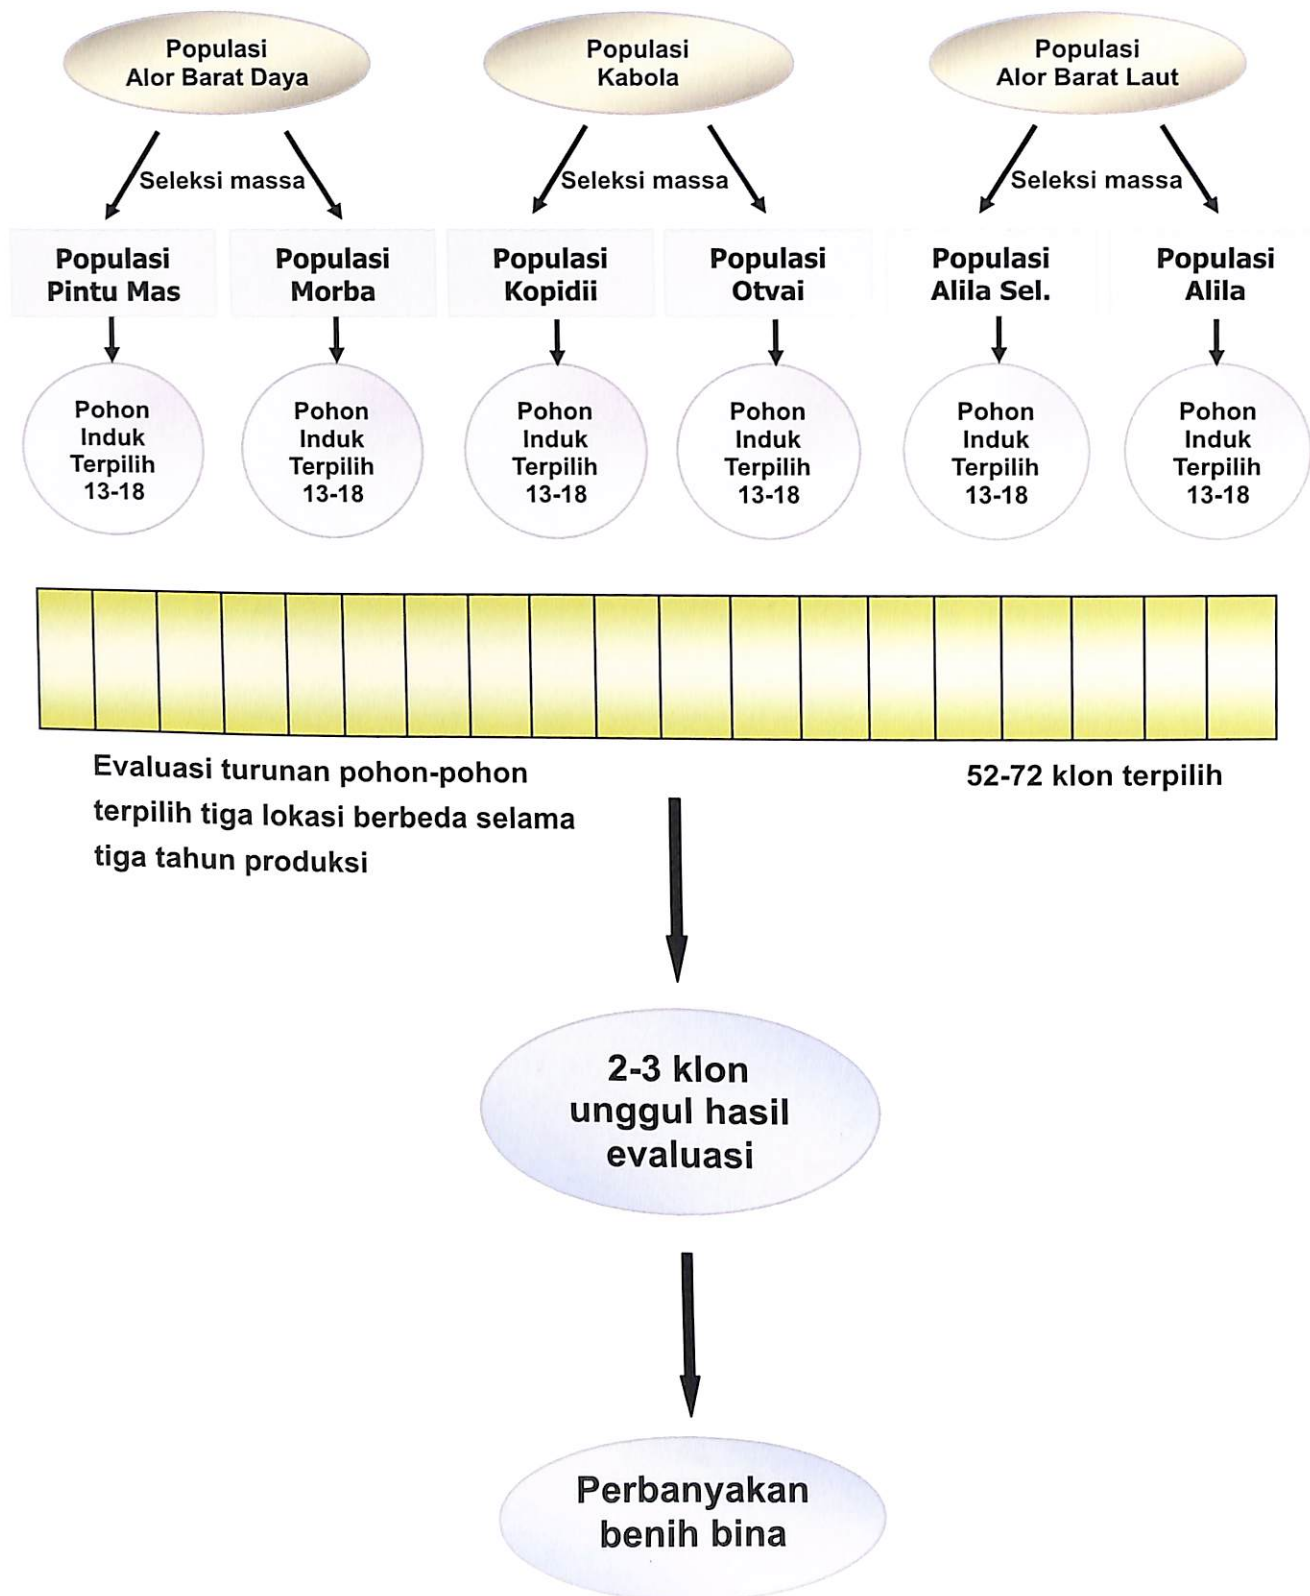 Populasi
Alor Barat Daya
Populasi
Kabola
Populasi
Alor Barat Laut
Seleksi massa
Seleksi massa
Seleksi massa
Populasi
Pintu Mas
Populasi
Morba
Populasi
Kopidii
Populasi
Otvai
Populasi
Alila Sel.
Populasi
Alila
Pohon
Induk
Terpilih
13-18
Pohon
Induk
Terpilih
13-18
Pohon
Induk
Terpilih
13-18
Pohon
Induk
Terpilih
13-18
Pohon
Induk
Terpilih
13-18
Pohon
Induk
Terpilih
13-18
Evaluasi turunan pohon-pohon
terpilih tiga lokasi berbeda selama
tiga tahun produksi
52-72 klon terpilih
2-3 klon
unggul hasil
evaluasi
Perbanyakan
benih bina